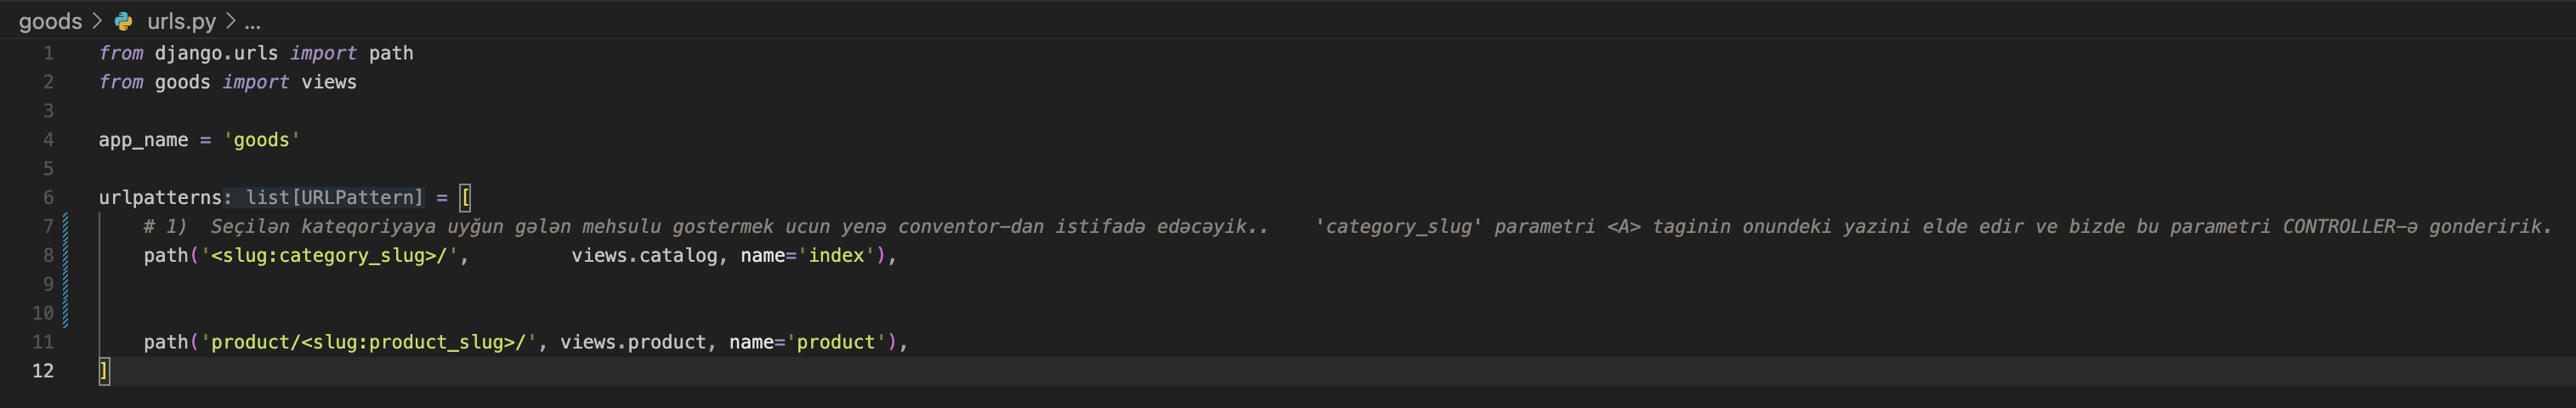 goods > urls.py > ...
1 from django.urls import path
2 from goods import views
3
4 app_name = 'goods'
5
6 urlpatterns: list[URLPattern] = [
7 # 1)  Seçilən kateqoriyaya uyğun gələn mehsulu gostermek ucun yenə conventor-dan istifadə edəcəyik..    'category_slug' parametri <A> taginin onundeki yazini elde edir ve bizde bu parametri CONTROLLER-ə gonderirik.
8 path('<slug:category_slug>/',         views.catalog, name='index'),
9
10
11 path('product/<slug:product_slug>/', views.product, name='product'),
12 ]